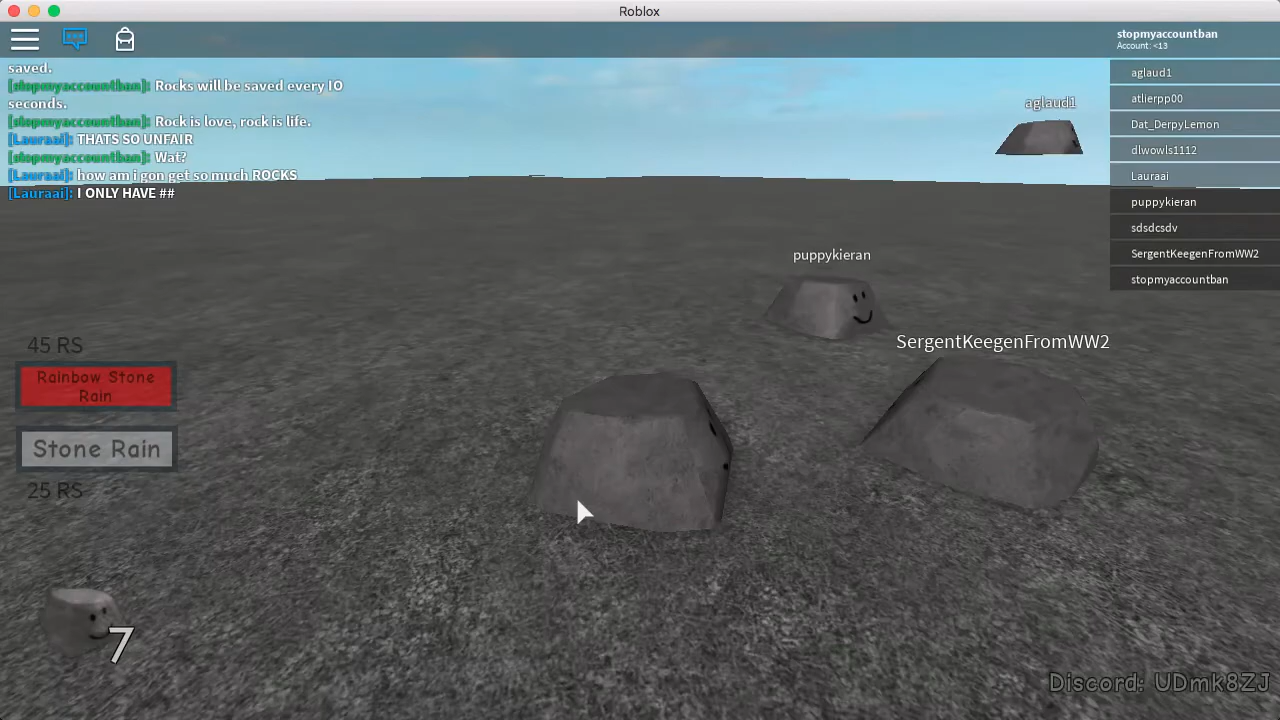 Roblox
stopmyaccountban
Account: <13
saved.
[stopmyaccountban]: Rocks will be saved every IO
seconds.
[stopmyaccountban]: Rock is love, rock is life.
[Lauraai]: THATS SO UNFAIR
[stopmyaccountban]: Wat?
[Lauraai]: how am i gon get so much ROCKS
[Lauraai]: I ONLY HAVE ##
aglaud1
atlierpp00
Dat_DerpyLemon
dlwowls1112
Lauraai
puppykieran
sdsdcsdv
SergentKeegenFromWW2
stopmyaccountban
aglaud1
puppykieran
SergentKeegenFromWW2
45 RS
Rainbow Stone
Rain
Stone Rain
25 RS
7
Discord: UDmk8ZJ